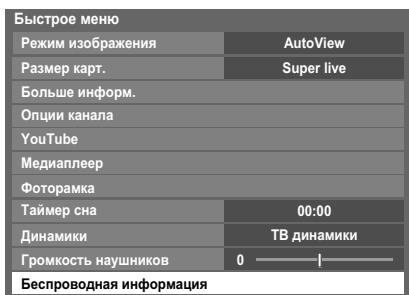 Быстрое меню
Режим изображения AutoView
Размер карт. Super live
Больше информ.
Опции канала
YouTube
Медиаплеер
Фоторамка
Таймер сна 00:00
Динамики ТВ динамики
Громкость наушников 0
Беспроводная информация